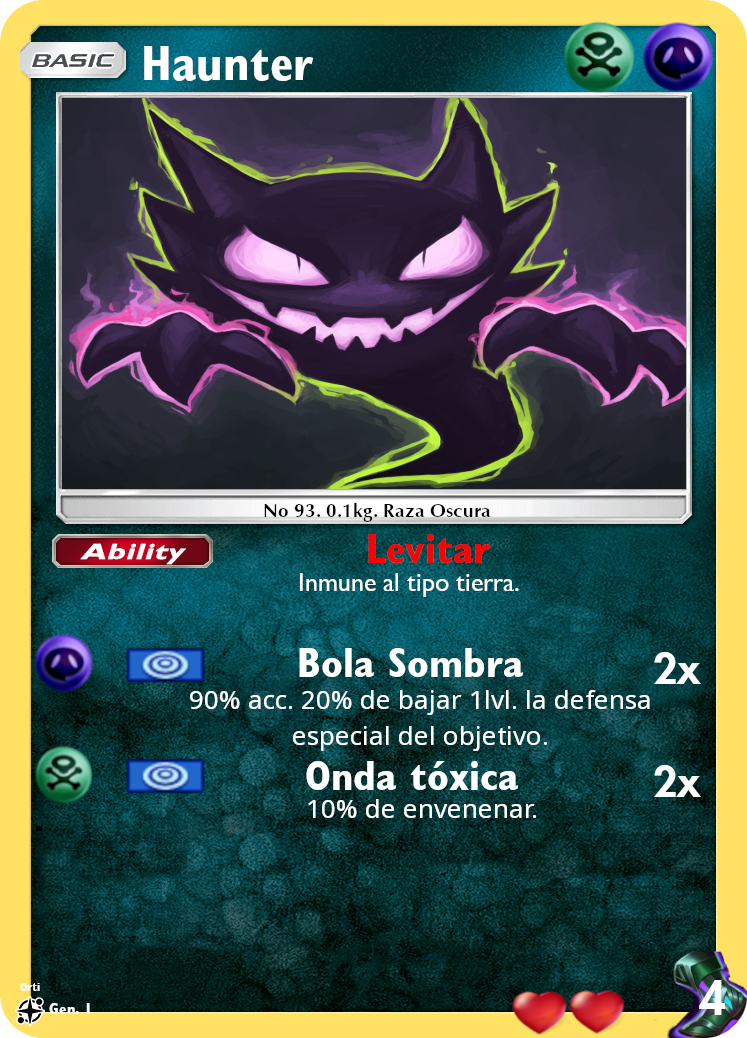 BASIC Haunter
No 93. 0.1kg. Raza Oscura
Ability Levitar
Inmune al tipo tierra.
Bola Sombra 2x
90% acc. 20% de bajar 1lvl. la defensa
especial del objetivo.
Onda tóxica 2x
10% de envenenar.
Orti
Gen. I
4